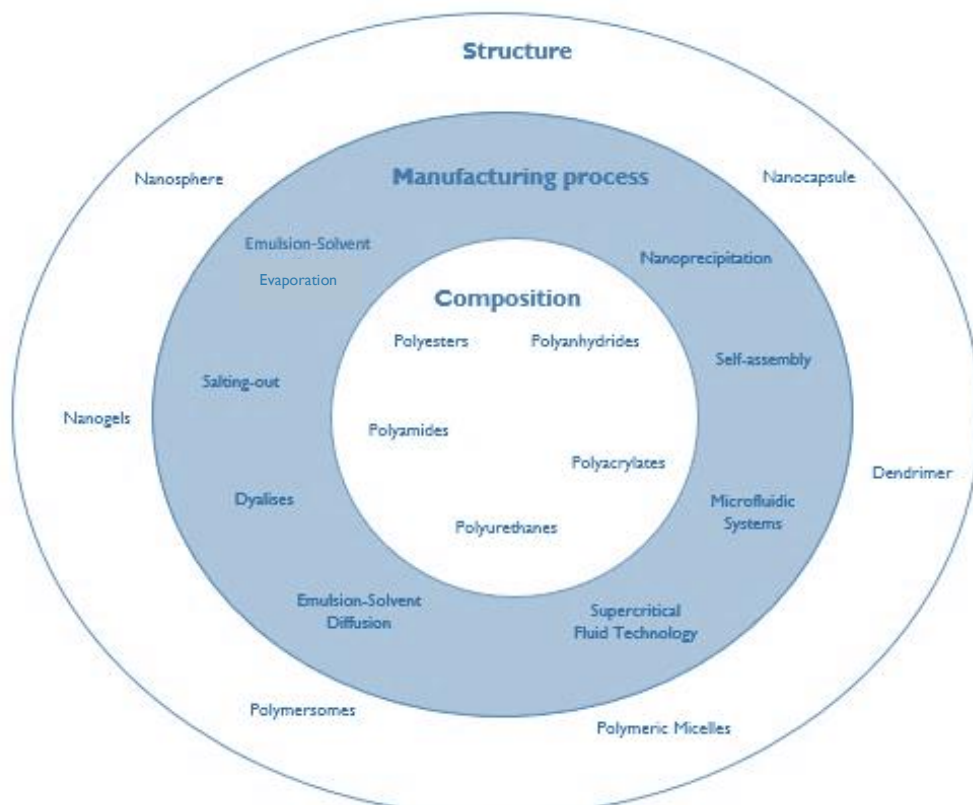 Structure
Nanosphere
Nanocapsule
Manufacturing process
Emulsion-Solvent
Evaporation
Nanoprecipitation
Composition
Polyesters
Polyanhydrides
Self-assembly
Salting-out
Nanogels
Polyamides
Polyacrylates
Dendrimer
Dyalises
Microfluidic
Systems
Polyurethanes
Emulsion-Solvent
Diffusion
Supercritical
Fluid Technology
Polymersomes
Polymeric Micelles